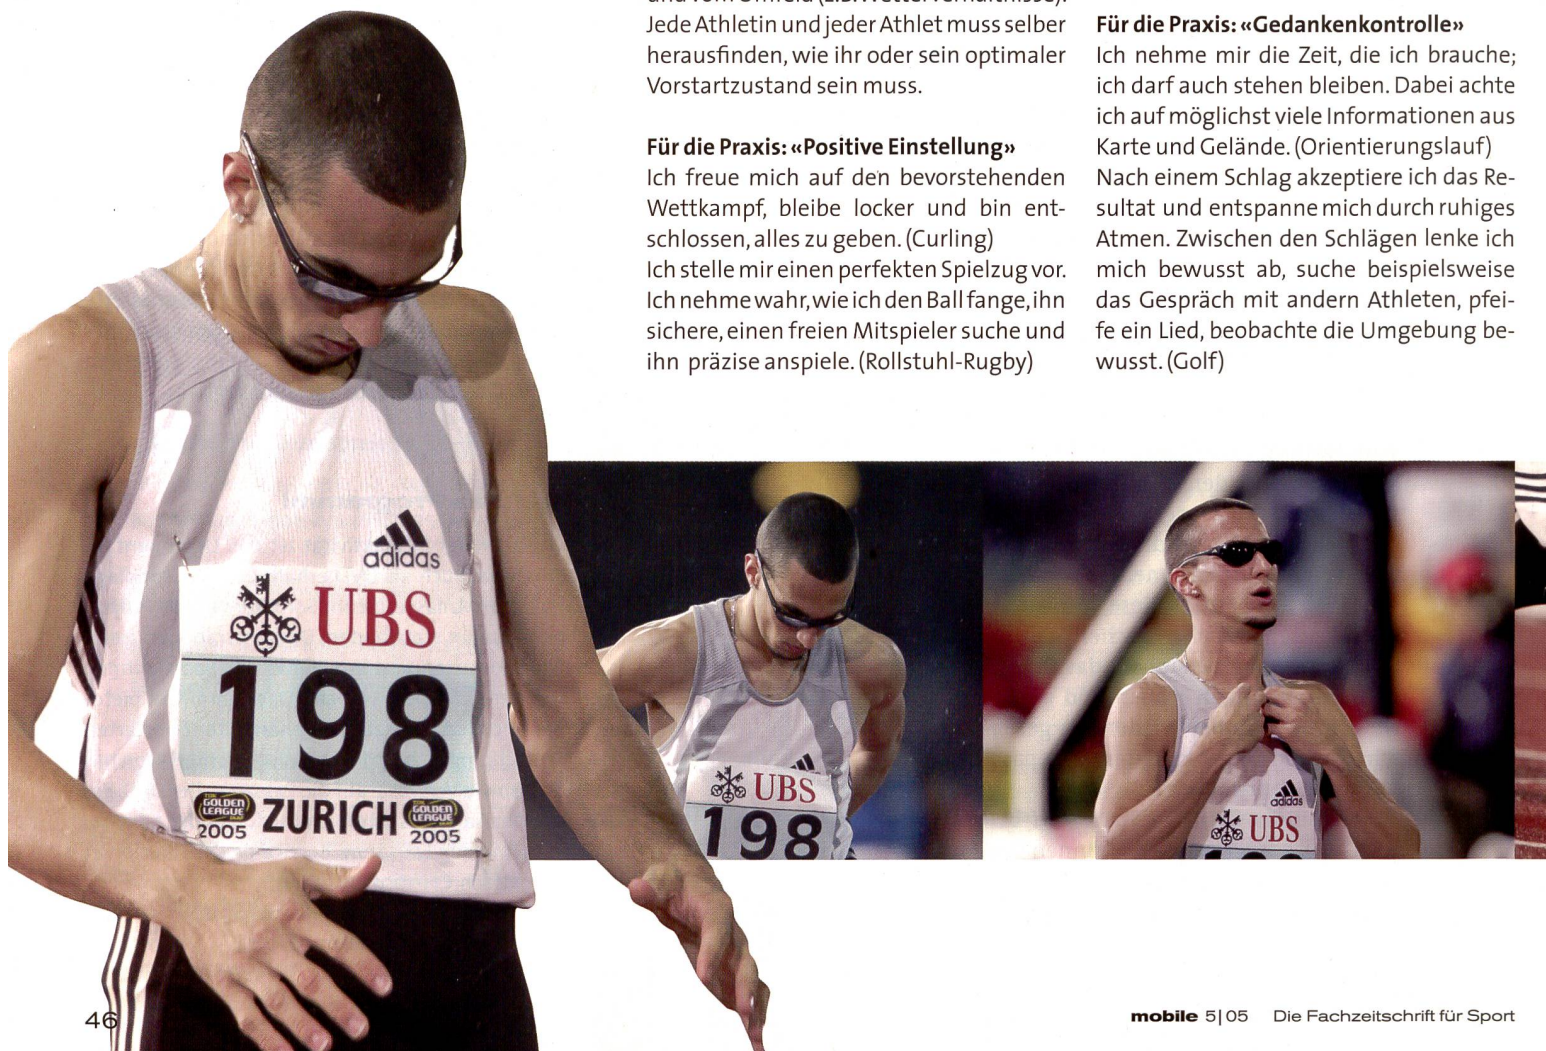 und vom Umfeld (z.B. Wetterverhältnisse).
Jede Athletin und jeder Athlet muss selber
herausfinden, wie ihr oder sein optimaler
Vorstartzustand sein muss.
Für die Praxis: «Positive Einstellung»
Ich freue mich auf den bevorstehenden
Wettkampf, bleibe locker und bin ent-
schlossen, alles zu geben. (Curling)
Ich stelle mir einen perfekten Spielzug vor.
Ich nehme wahr, wie ich den Ball fange, ihn
sichere, einen freien Mitspieler suche und
ihn präzise anspiele. (Rollstuhl-Rugby)
Für die Praxis: «Gedankenkontrolle»
Ich nehme mir die Zeit, die ich brauche;
ich darf auch stehen bleiben. Dabei achte
ich auf möglichst viele Informationen aus
Karte und Gelände. (Orientierungslauf)
Nach einem Schlag akzeptiere ich das Re-
sultat und entspanne mich durch ruhiges
Atmen. Zwischen den Schlägen lenke ich
mich bewusst ab, suche beispielsweise
das Gespräch mit andern Athleten, pfei-
fe ein Lied, beobachte die Umgebung be-
wusst. (Golf)
adidas
UBS
198
GOLDEN
LEAGUE
2005
ZURICH
GOLDEN
LEAGUE
2005
UBS
198
adidas
UBS
46
mobile 5|05 Die Fachzeitschrift für Sport